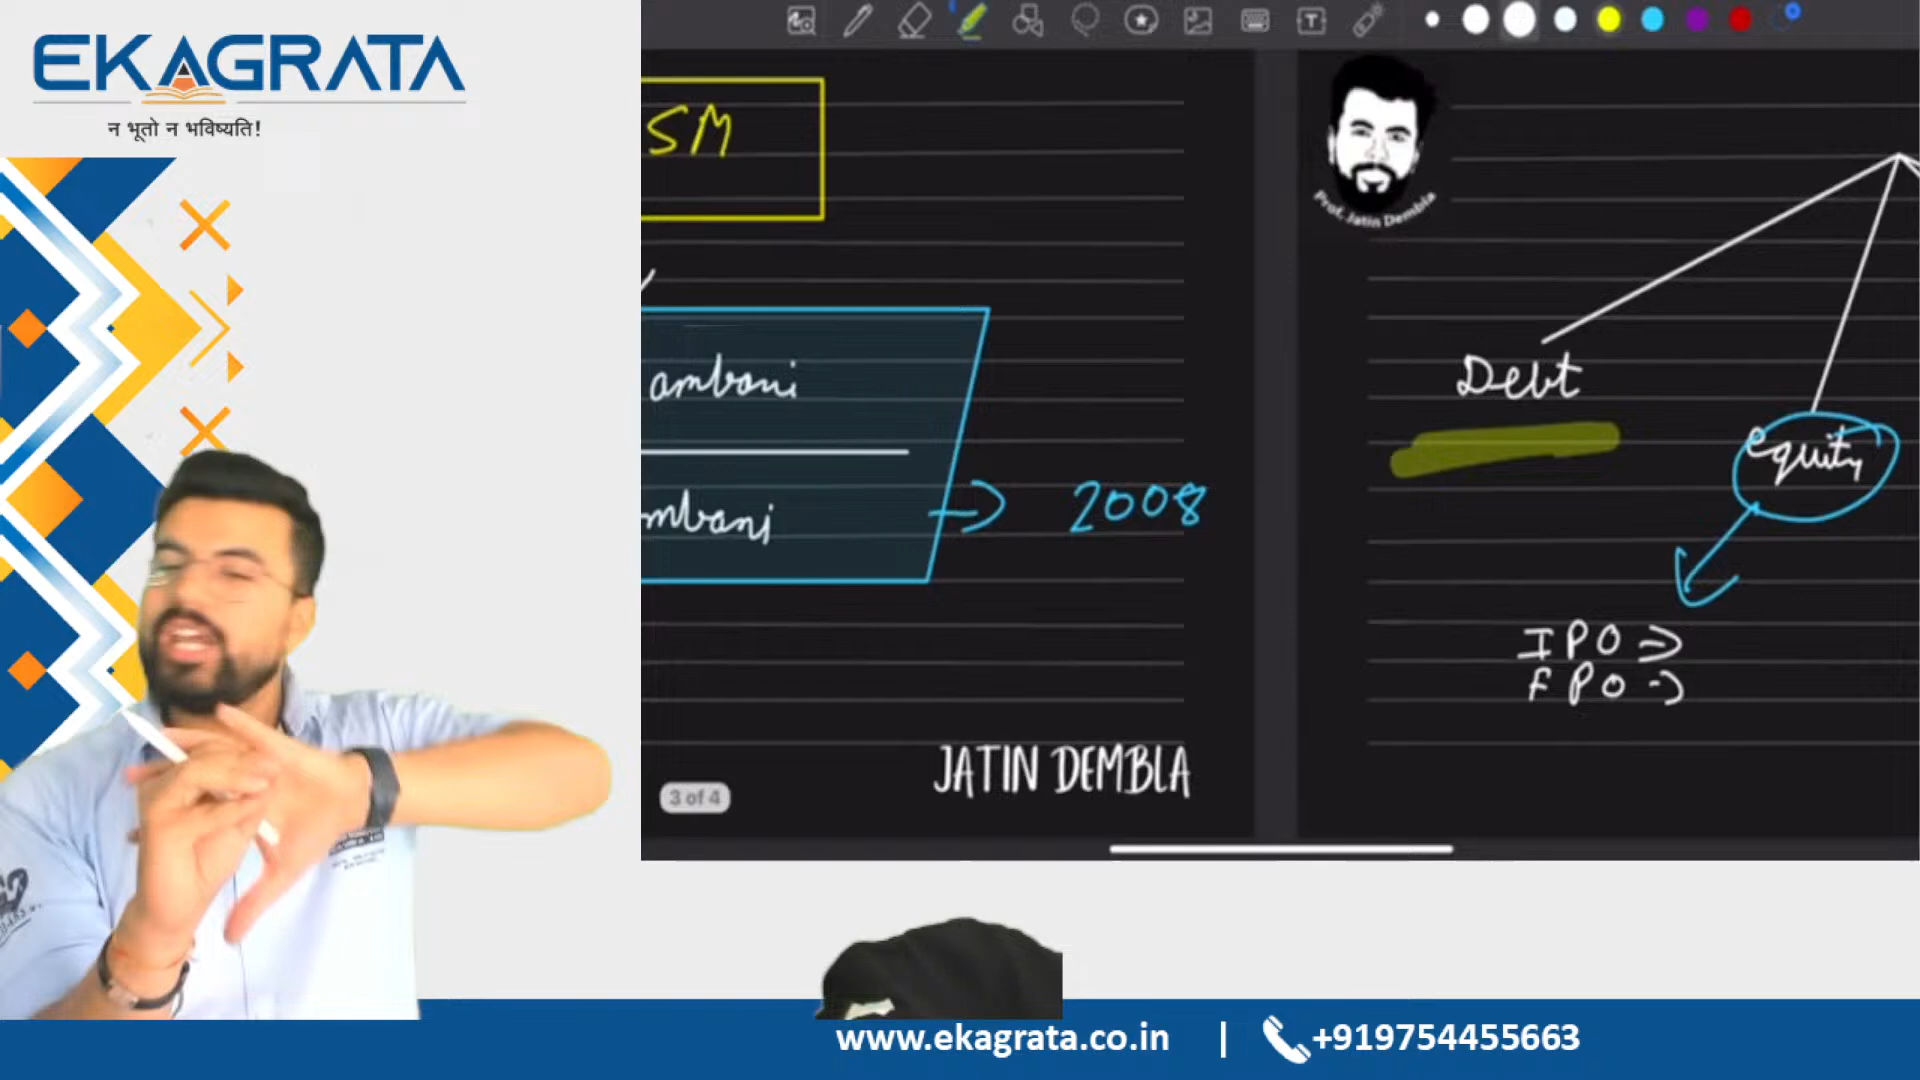 EKAGRATA
न भूतो न भविष्यति!
SM
ambani
mbani
2008
JATIN DEMBLA
3 of 4
Prof. Jatin Dembla
Debt
equity
IPO
FPO
www.ekagrata.co.in | +919754455663